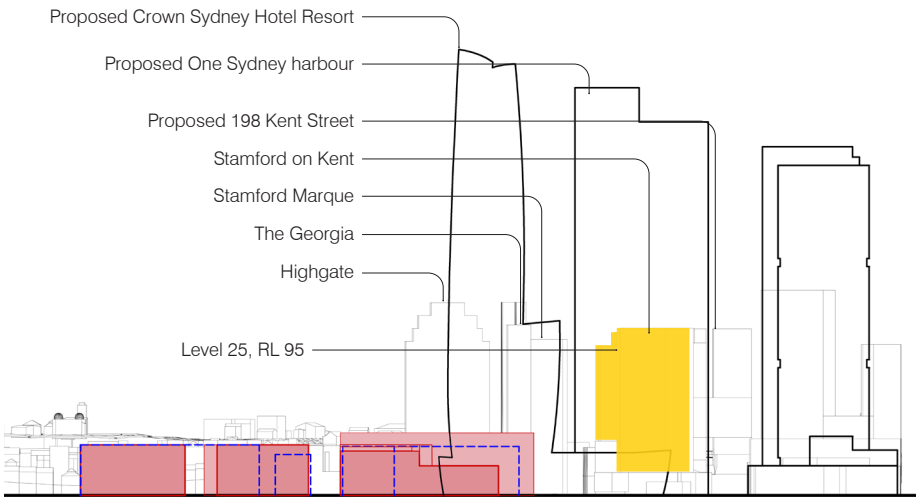 Proposed Crown Sydney Hotel Resort
Proposed One Sydney harbour
Proposed 198 Kent Street
Stamford on Kent
Stamford Marque
The Georgia
Highgate
Level 25, RL 95